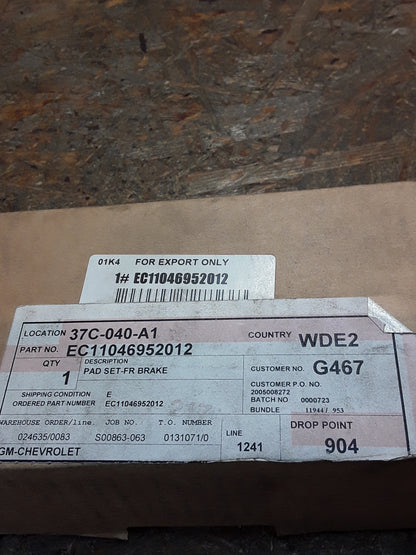 01K4 FOR EXPORT ONLY
1# EC11046952012
LOCATION 37C-040-A1 COUNTRY WDE2
PART NO. EC11046952012
QTY 1 DESCRIPTION PAD SET-FR BRAKE
CUSTOMER NO. G467
CUSTOMER P.O. NO.
2005008272
SHIPPING CONDITION E
BATCH NO 0000723
ORDERED PART NUMBER EC11046952012
BUNDLE 11944/ 953
WAREHOUSE ORDER/line. JOB NO. T.O. NUMBER
024635/0083 S00863-063 0131071/0
LINE 1241
DROP POINT 904
GM-CHEVROLET